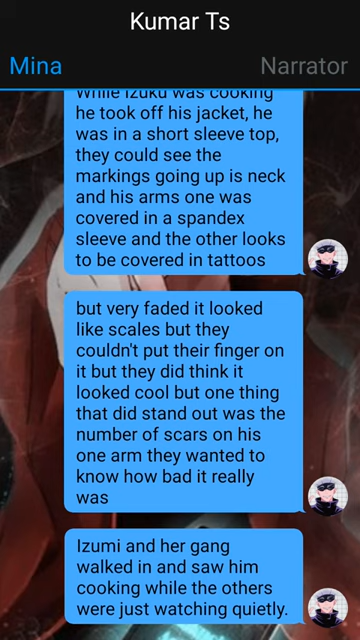 Kumar Ts
Mina
Narrator
While Izuku was cooking
he took off his jacket, he
was in a short sleeve top,
they could see the
markings going up is neck
and his arms one was
covered in a spandex
sleeve and the other looks
to be covered in tattoos
but very faded it looked
like scales but they
couldn't put their finger on
it but they did think it
looked cool but one thing
that did stand out was the
number of scars on his
one arm they wanted to
know how bad it really
was
Izumi and her gang
walked in and saw him
cooking while the others
were just watching quietly.